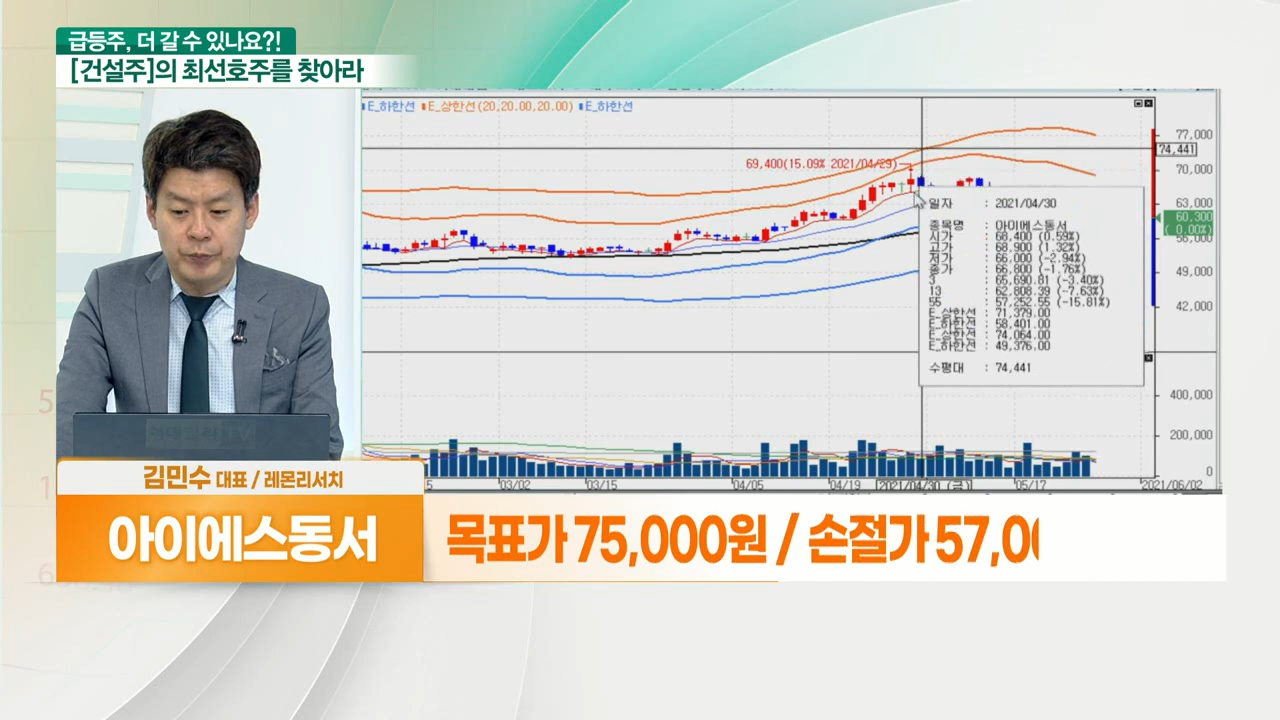 급등주, 더 갈 수 있나요?!
[건설주]의 최선호주를 찾아라
E_하한선 E_상한선(20,20.00,20.00) E_하한선
77,000
74,441
69,400(15.09% 2021/04/29)
70,000
63,000
60,300
( 0.00%)
56,000
49,000
42,000
일자 : 2021/04/30
종목명 : 아이에스동서
시가 : 68,400 (0.59%)
고가 : 68,900 (1.32%)
저가 : 66,000 (-2.94%)
종가 : 66,800 (-1.76%)
3 : 65,690.81 (-3.40%)
13 : 62,808.39 (-7.63%)
55 : 57,252.55 (-15.81%)
E_상한선 : 71,379.00
E_하한선 : 58,401.00
E_상한선 : 74,064.00
E_하한선 : 49,376.00
수평대 : 74,441
400,000
200,000
0
5 03/02 03/15 04/05 04/19 2021/04/30 (금) 05/17 2021/06/02
김민수 대표 / 레몬리서치
아이에스동서
목표가 75,000원 / 손절가 57,0